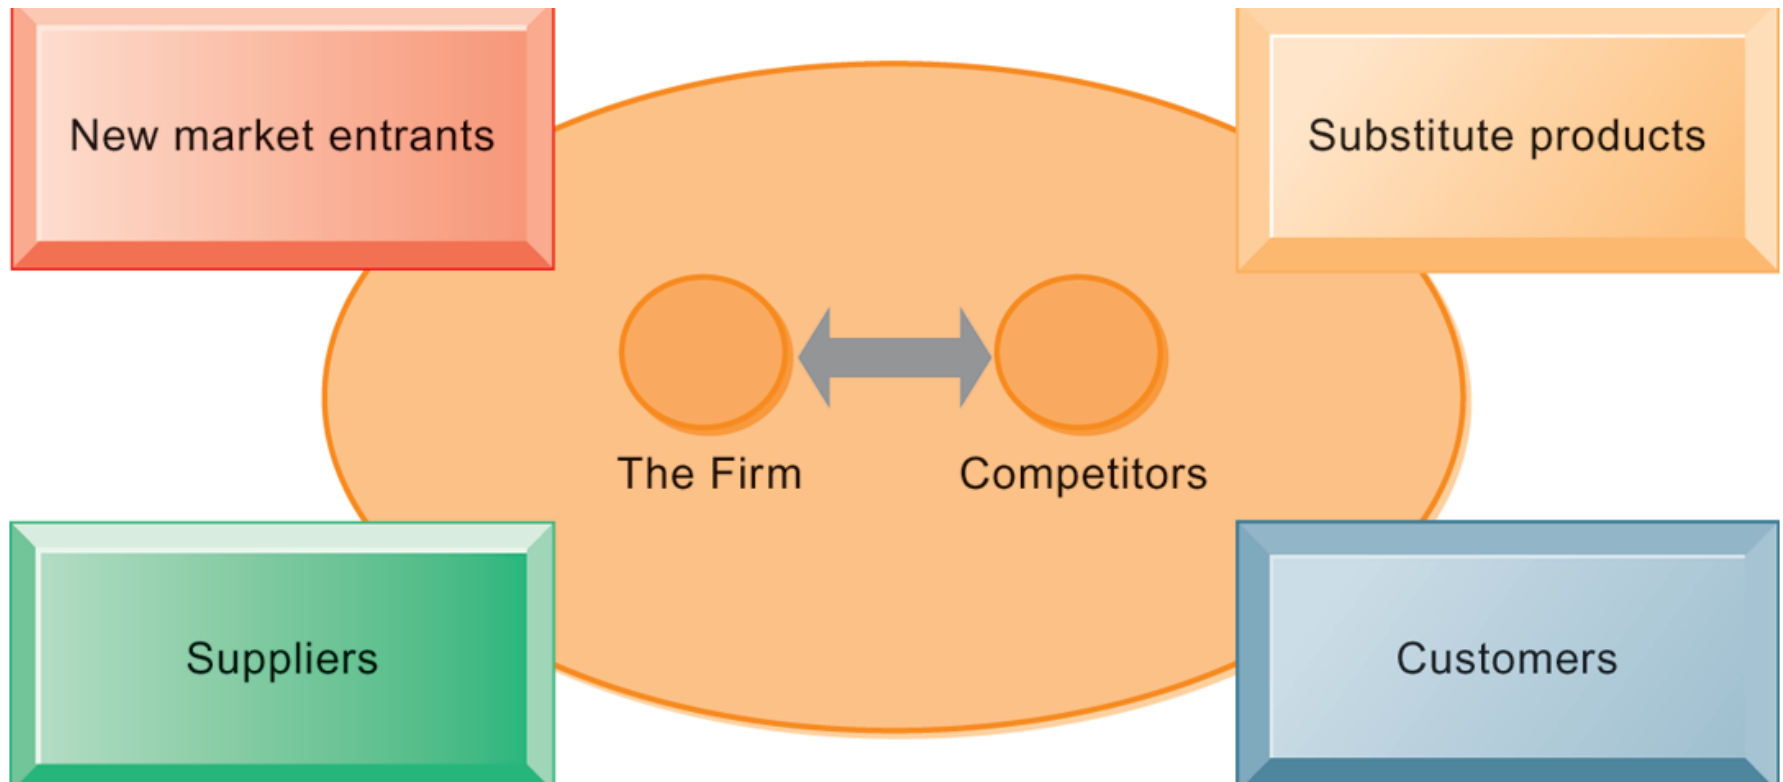 New market entrants
Substitute products
The Firm
Competitors
Suppliers
Customers